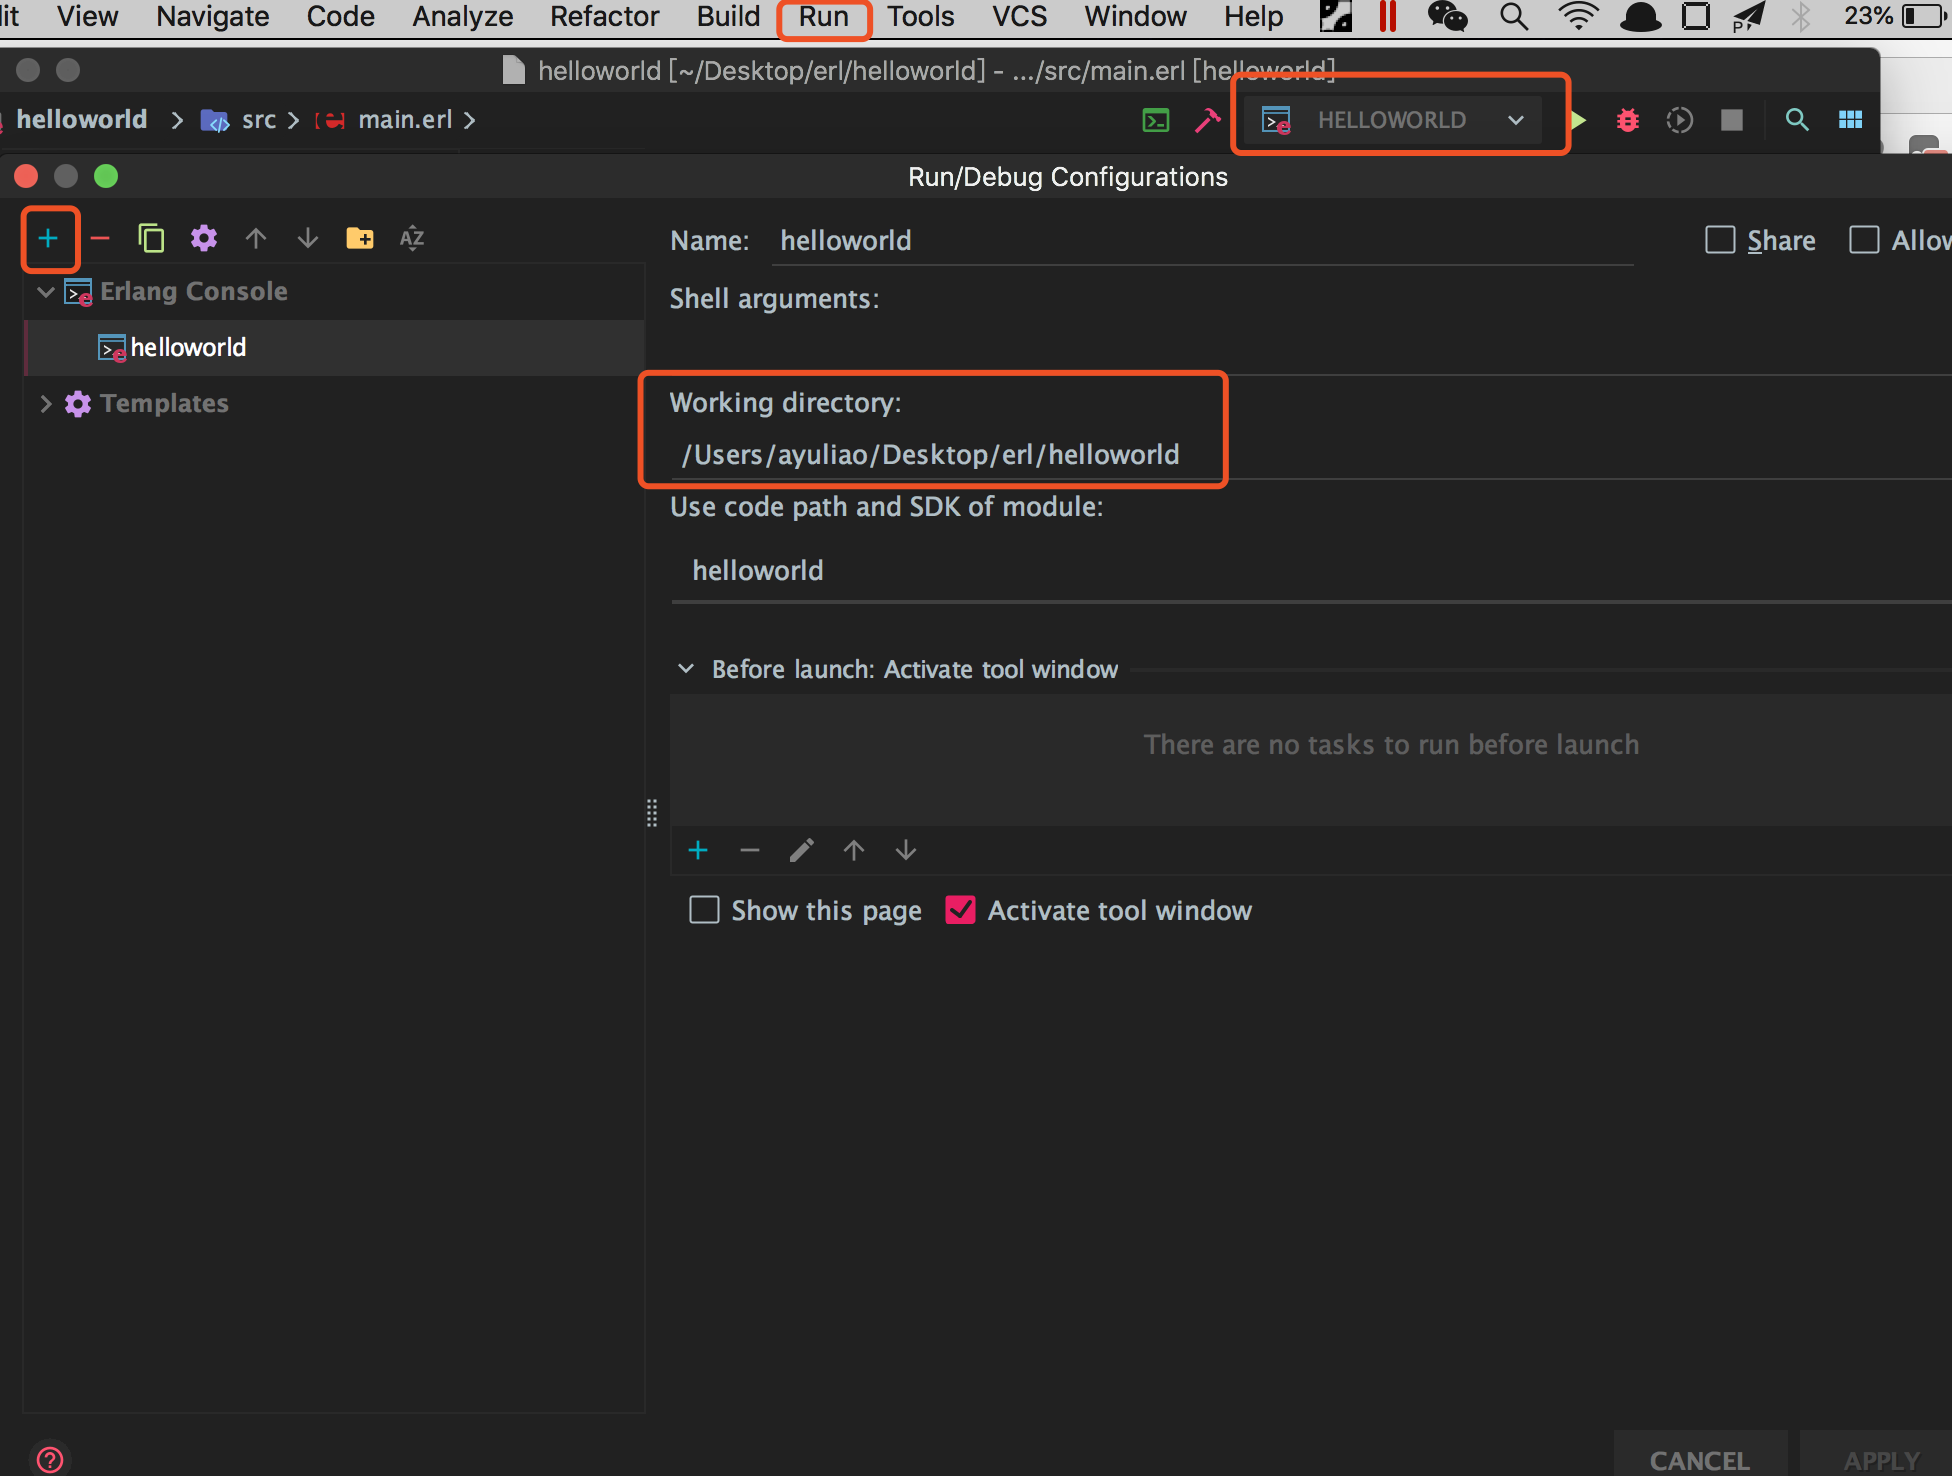 it View Navigate Code Analyze Refactor Build Run Tools VCS Window Help 23%
helloworld [~/Desktop/erl/helloworld] - .../src/main.erl [helloworld]
helloworld src main.erl HELLOWORLD
Run/Debug Configurations
Name: helloworld Share Allow
Erlang Console
helloworld
Templates
Shell arguments:
Working directory:
/Users/ayuliao/Desktop/erl/helloworld
Use code path and SDK of module:
helloworld
Before launch: Activate tool window
There are no tasks to run before launch
Show this page Activate tool window
CANCEL APPLY